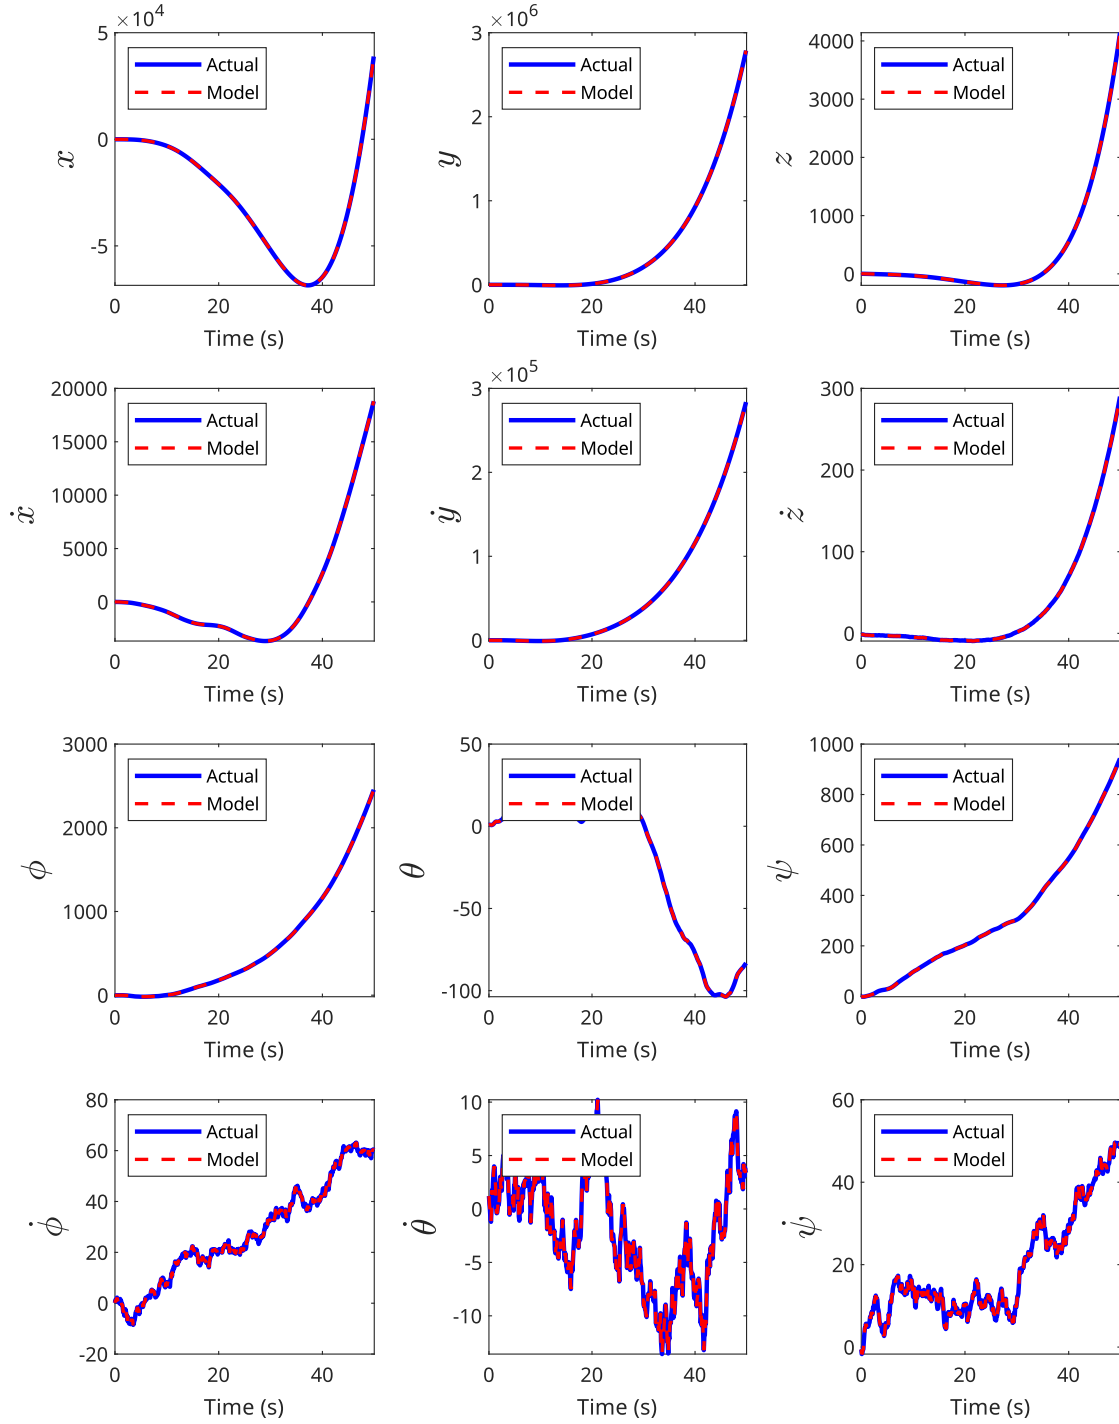 ×10⁴
5
0
-5
Actual
Model
x
0 20 40
Time (s)
×10⁶
3
2
1
0
Actual
Model
y
0 20 40
Time (s)
4000
3000
2000
1000
0
Actual
Model
z
0 20 40
Time (s)
20000
15000
10000
5000
0
Actual
Model
ẋ
0 20 40
Time (s)
×10⁵
3
2
1
0
Actual
Model
ẏ
0 20 40
Time (s)
300
200
100
0
Actual
Model
ż
0 20 40
Time (s)
3000
2000
1000
0
Actual
Model
ϕ
0 20 40
Time (s)
50
0
-50
-100
Actual
Model
θ
0 20 40
Time (s)
1000
800
600
400
200
0
Actual
Model
ψ
0 20 40
Time (s)
80
60
40
20
0
-20
Actual
Model
ϕ̇
0 20 40
Time (s)
10
5
0
-5
-10
Actual
Model
θ̇
0 20 40
Time (s)
60
40
20
0
Actual
Model
ψ̇
0 20 40
Time (s)